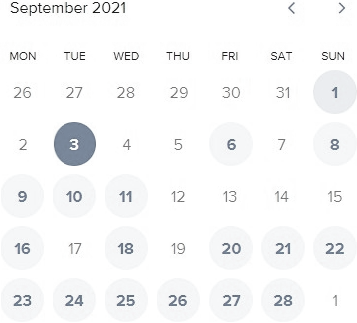 September 2021
MON TUE WED THU FRI SAT SUN
26 27 28 29 30 31 1
2 3 4 5 6 7 8
9 10 11 12 13 14 15
16 17 18 19 20 21 22
23 24 25 26 27 28 1